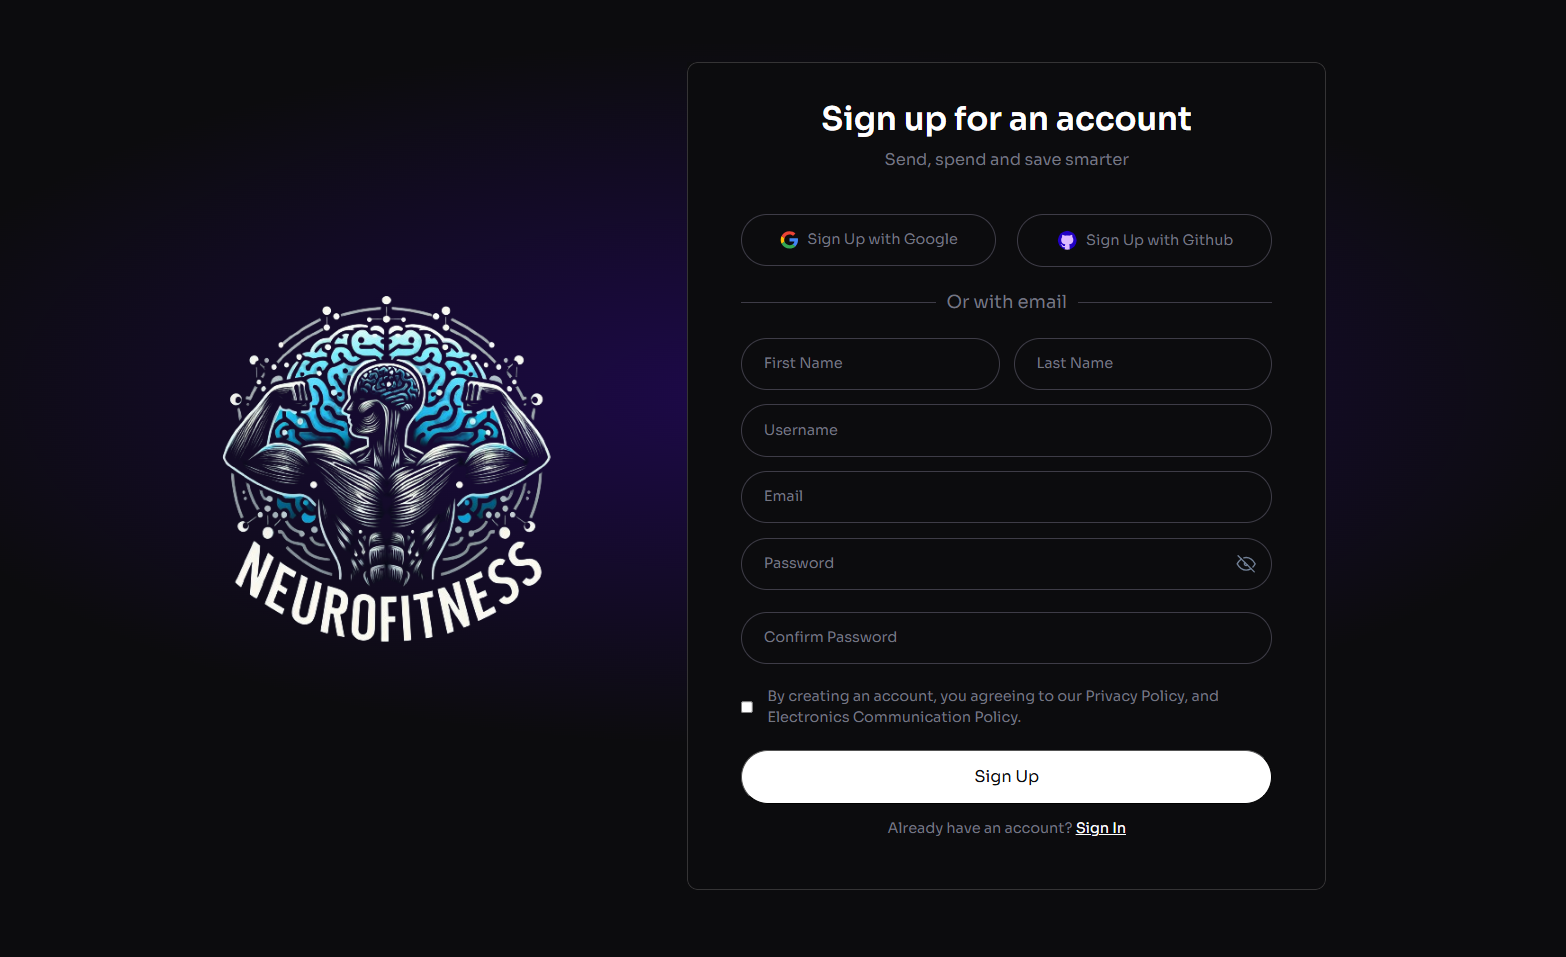 Sign up for an account
Send, spend and save smarter
Sign Up with Google
Sign Up with Github
Or with email
First Name
Last Name
Username
Email
Password
Confirm Password
By creating an account, you agreeing to our Privacy Policy, and
Electronics Communication Policy.
Sign Up
Already have an account? Sign In
NEUROFITNESS